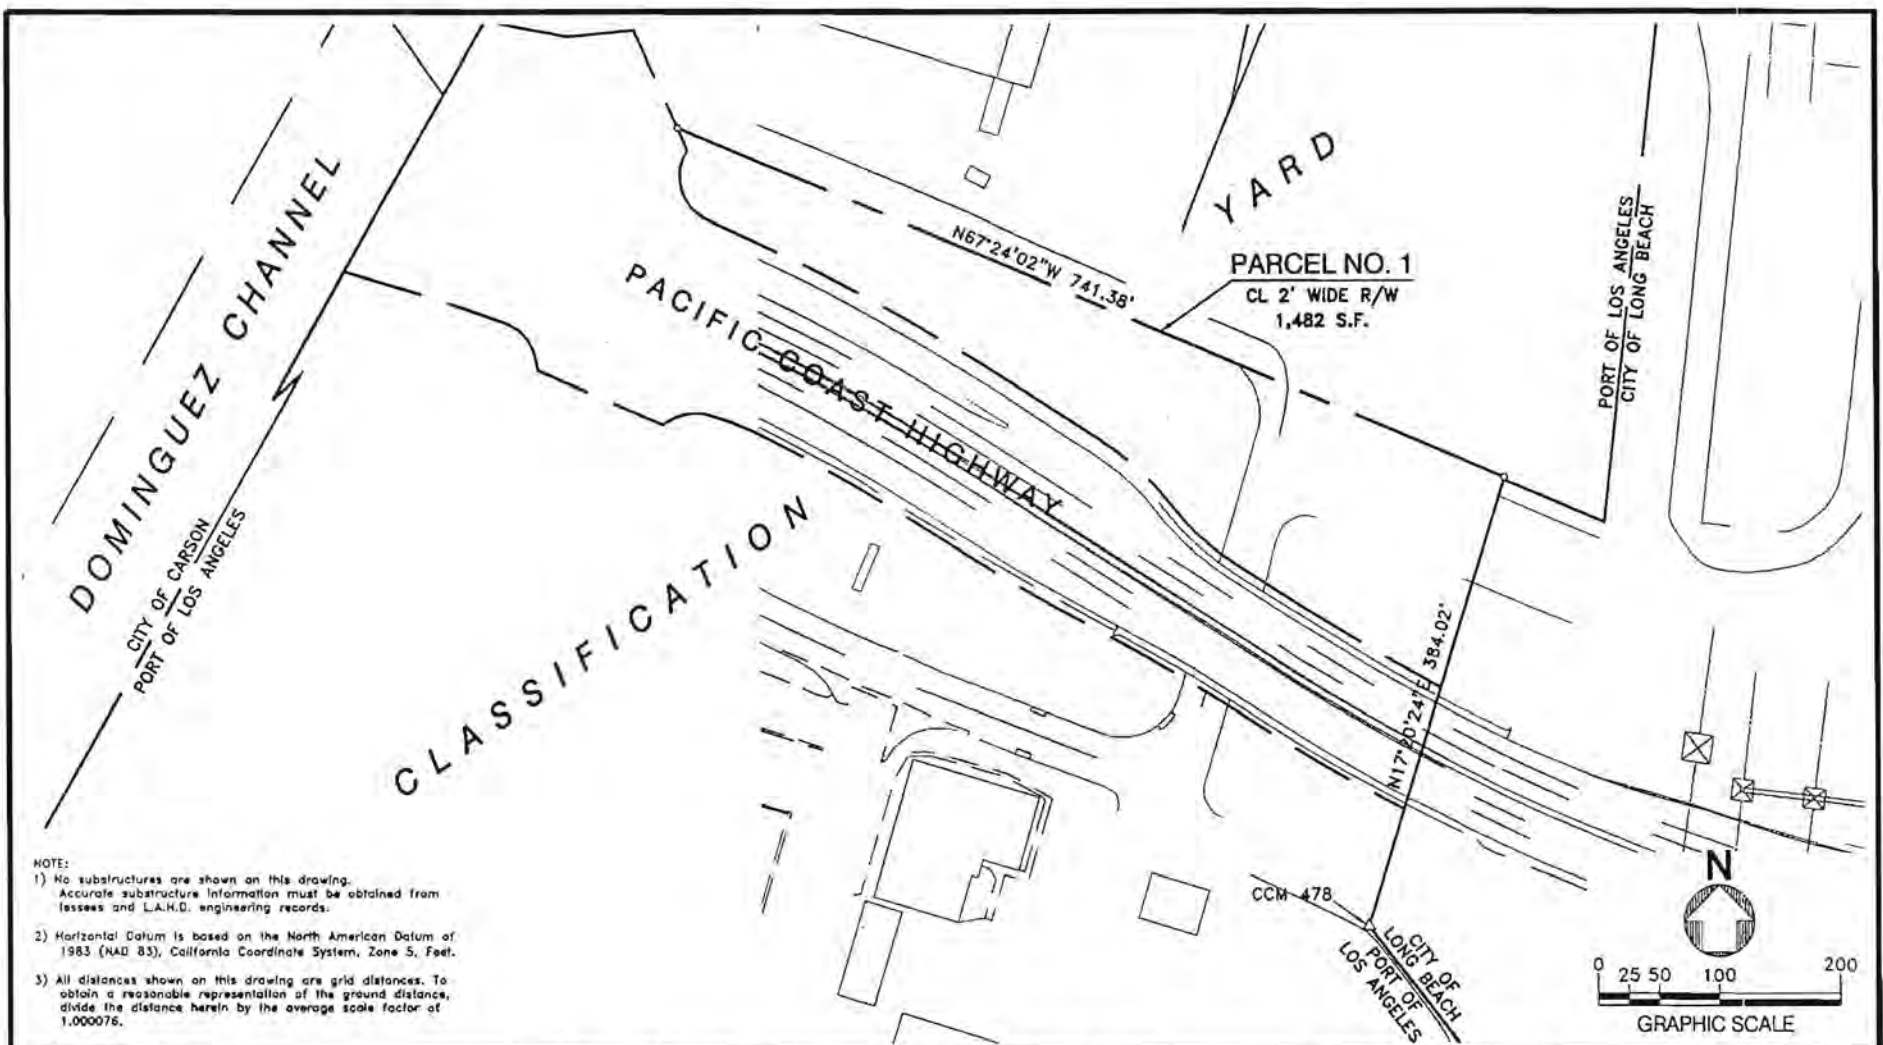 DOMINGUEZ CHANNEL
CITY OF CARSON
PORT OF LOS ANGELES
PACIFIC COAST HIGHWAY
CLASSIFICATION
YARD
N67°24'02"W 741.38'
PARCEL NO. 1
CL 2' WIDE R/W
1,482 S.F.
PORT OF LOS ANGELES
CITY OF LONG BEACH
N17°20'24"E 384.02'
CCM 478
CITY OF
LONG BEACH
PORT OF
LOS ANGELES
NOTE:
1) No substructures are shown on this drawing.
Accurate substructure information must be obtained from
lessees and L.A.H.D. engineering records.
2) Horizontal Datum is based on the North American Datum of
1983 (NAD 83), California Coordinate System, Zone 5, Feet.
3) All distances shown on this drawing are grid distances. To
obtain a reasonable representation of the ground distance,
divide the distance herein by the average scale factor of
1.000076.
N
0 25 50 100 200
GRAPHIC SCALE